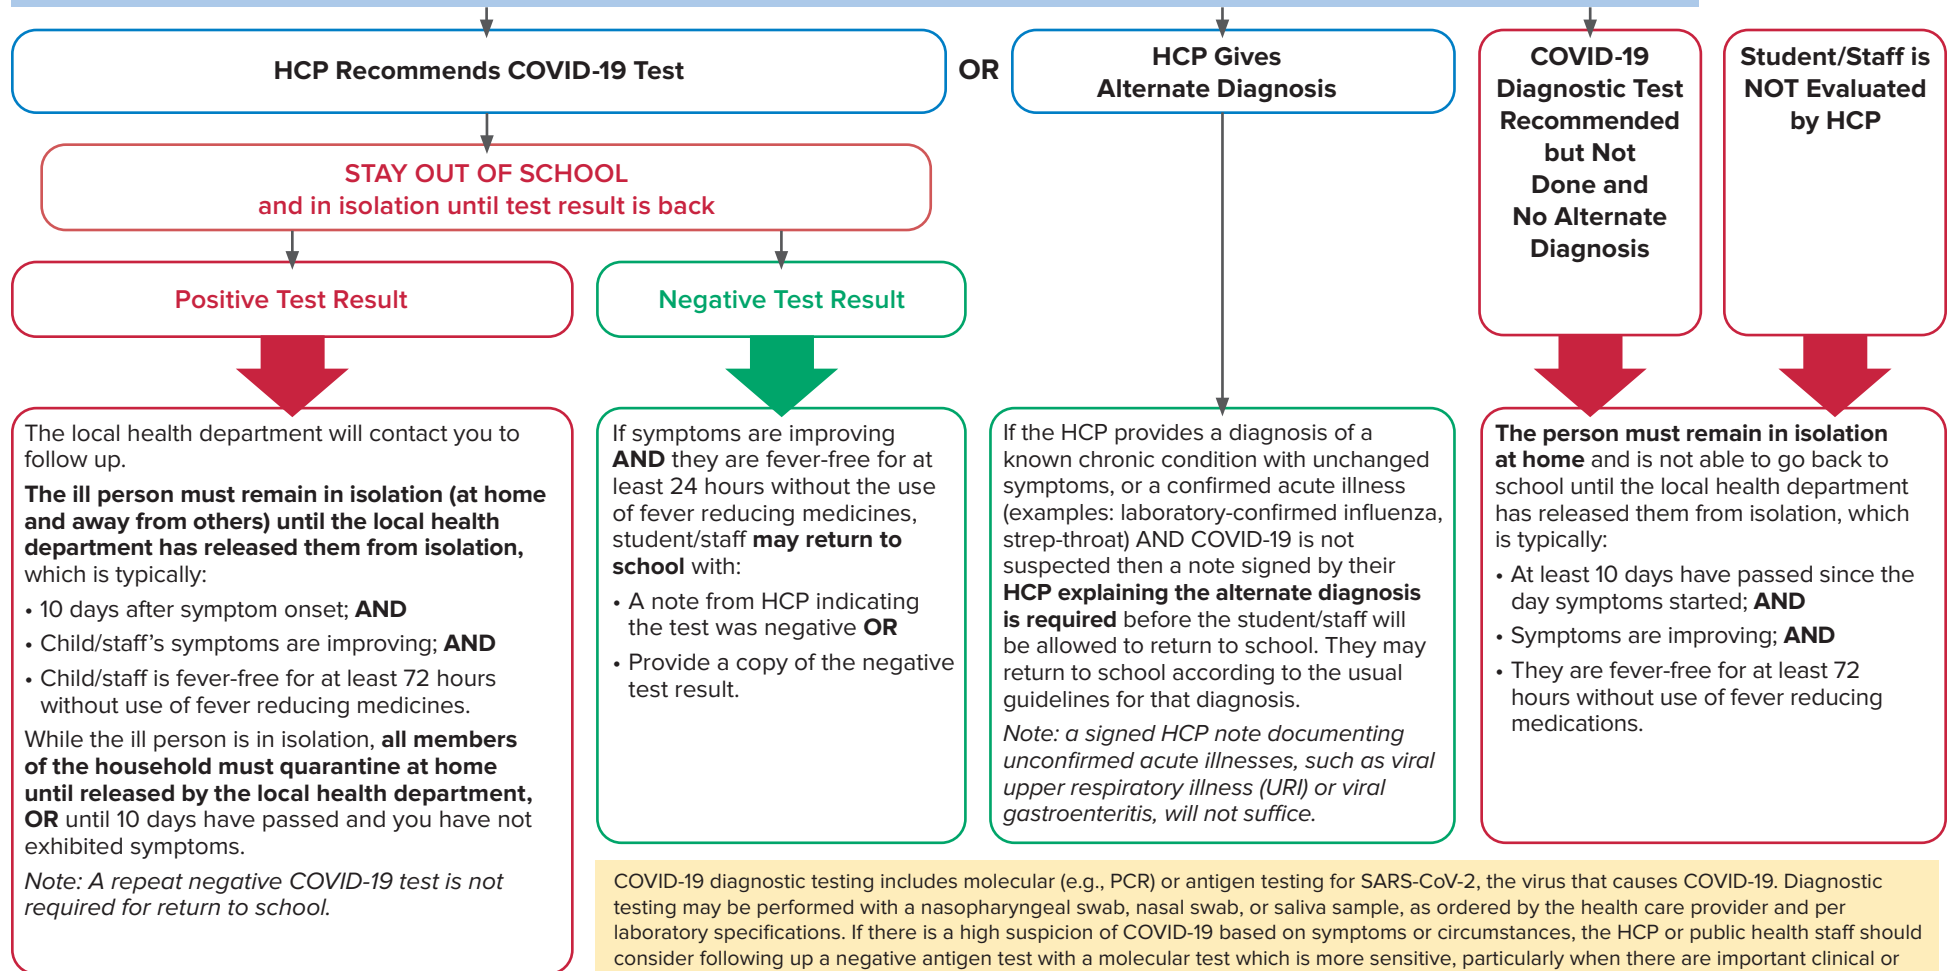 HCP Recommends COVID-19 Test
OR
HCP Gives
Alternate Diagnosis
COVID-19
Diagnostic Test
Recommended
but Not
Done and
No Alternate
Diagnosis
Student/Staff is
NOT Evaluated
by HCP
STAY OUT OF SCHOOL
and in isolation until test result is back
Positive Test Result
Negative Test Result
The local health department will contact you to
follow up.
The ill person must remain in isolation (at home
and away from others) until the local health
department has released them from isolation,
which is typically:
• 10 days after symptom onset; AND
• Child/staff’s symptoms are improving; AND
• Child/staff is fever-free for at least 72 hours
without use of fever reducing medicines.
While the ill person is in isolation, all members
of the household must quarantine at home
until released by the local health department,
OR until 10 days have passed and you have not
exhibited symptoms.
Note: A repeat negative COVID-19 test is not
required for return to school.
If symptoms are improving
AND they are fever-free for at
least 24 hours without the use
of fever reducing medicines,
student/staff may return to
school with:
• A note from HCP indicating
the test was negative OR
• Provide a copy of the negative
test result.
If the HCP provides a diagnosis of a
known chronic condition with unchanged
symptoms, or a confirmed acute illness
(examples: laboratory-confirmed influenza,
strep-throat) AND COVID-19 is not
suspected then a note signed by their
HCP explaining the alternate diagnosis
is required before the student/staff will
be allowed to return to school. They may
return to school according to the usual
guidelines for that diagnosis.
Note: a signed HCP note documenting
unconfirmed acute illnesses, such as viral
upper respiratory illness (URI) or viral
gastroenteritis, will not suffice.
The person must remain in isolation
at home and is not able to go back to
school until the local health department
has released them from isolation, which
is typically:
• At least 10 days have passed since the
day symptoms started; AND
• Symptoms are improving; AND
• They are fever-free for at least 72
hours without use of fever reducing
medications.
COVID-19 diagnostic testing includes molecular (e.g., PCR) or antigen testing for SARS-CoV-2, the virus that causes COVID-19. Diagnostic
testing may be performed with a nasopharyngeal swab, nasal swab, or saliva sample, as ordered by the health care provider and per
laboratory specifications. If there is a high suspicion of COVID-19 based on symptoms or circumstances, the HCP or public health staff should
consider following up a negative antigen test with a molecular test which is more sensitive, particularly when there are important clinical or